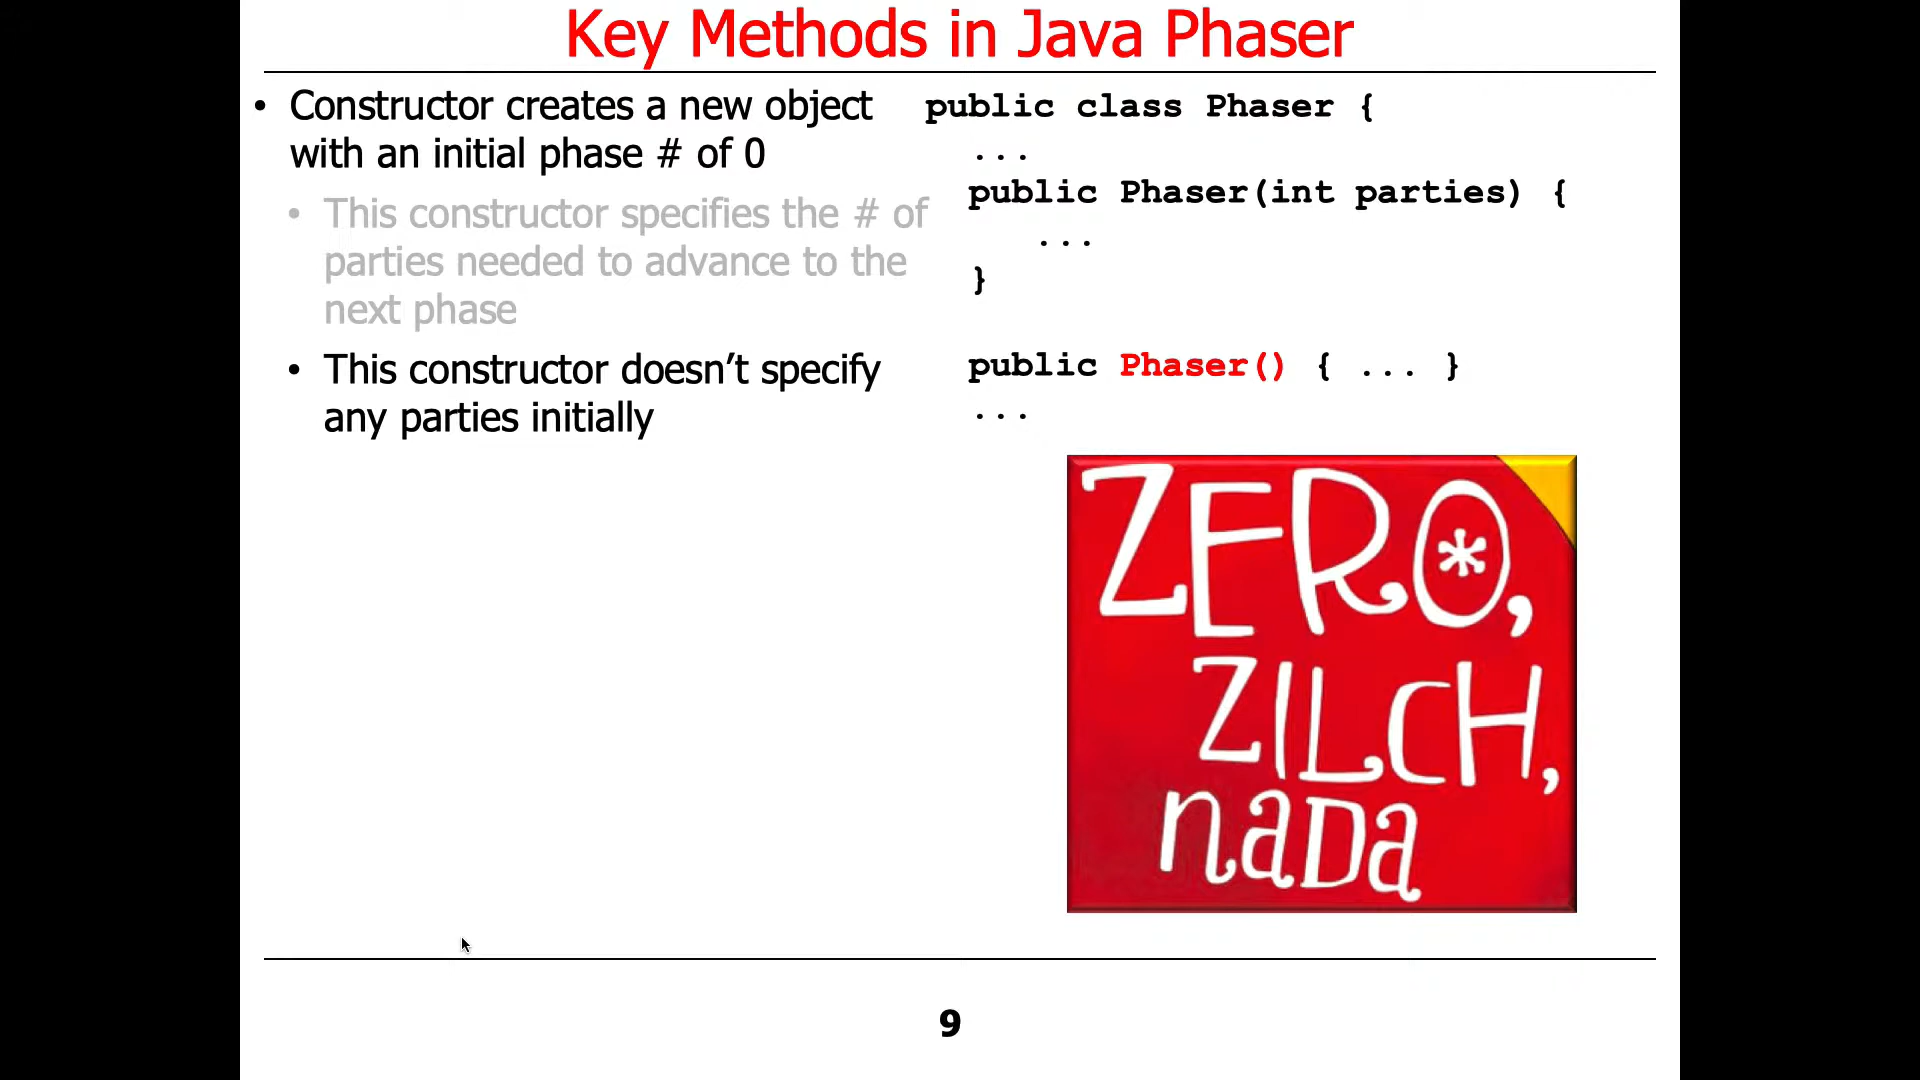 Key Methods in Java Phaser
• Constructor creates a new object
with an initial phase # of 0
• This constructor specifies the # of
parties needed to advance to the
next phase
• This constructor doesn’t specify
any parties initially
public class Phaser {
...
public Phaser(int parties) {
...
}
public Phaser() { ... }
...
ZERO,
ZILCH,
naDa
9